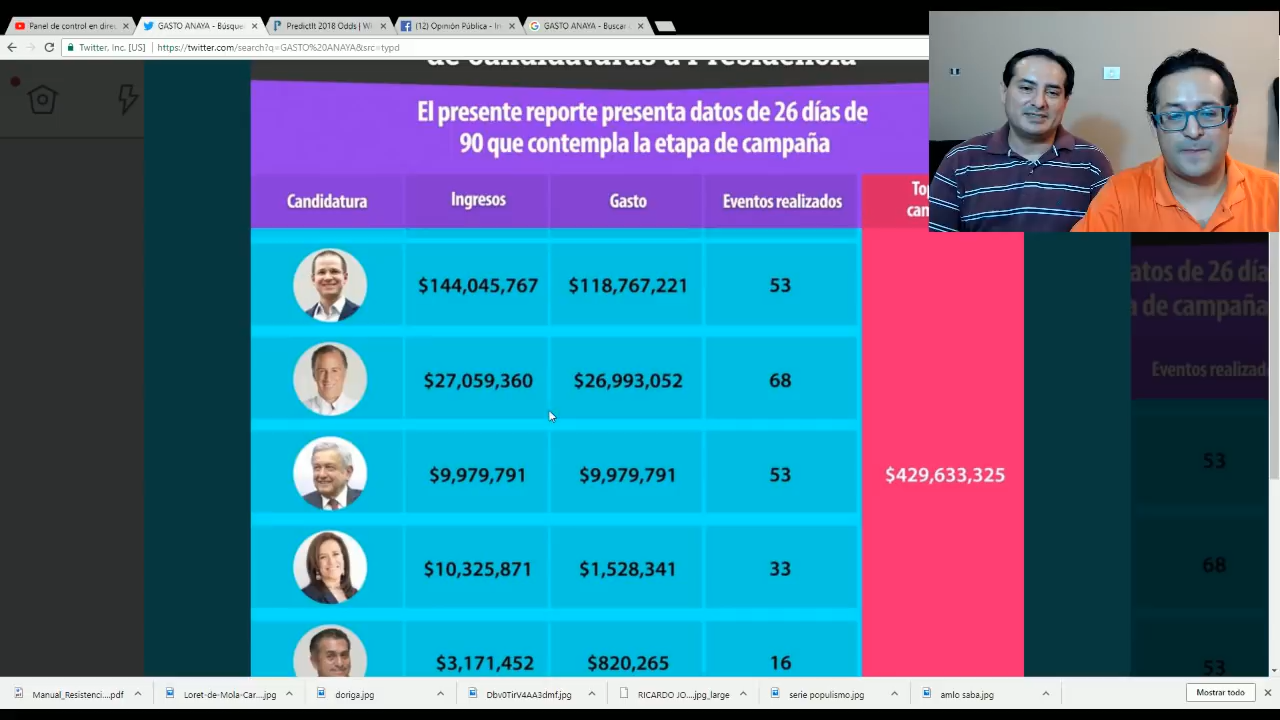 Panel de control en direc
GASTO ANAYA - Búsque
PredictIt 2018 Odds | Wi
(12) Opinión Pública - In
GASTO ANAYA - Buscar
Twitter, Inc. [US] https://twitter.com/search?q=GASTO%20ANAYA&src=typd
de candidaturas a Presidencia
El presente reporte presenta datos de 26 días de
90 que contempla la etapa de campaña
Candidatura Ingresos Gasto Eventos realizados
$144,045,767 $118,767,221 53
$27,059,360 $26,993,052 68
$9,979,791 $9,979,791 53 $429,633,325
$10,325,871 $1,528,341 33
$3,171,452 $820,265 16
atos de 26 día
a de campaña
Eventos realizad
53
68
53
Manual_Resistenci....pdf
Loret-de-Mola-Car....jpg
doriga.jpg
Dbv0TirV4AA3dmf.jpg
RICARDO JO....jpg_large
serie populismo.jpg
amlo saba.jpg
Mostrar todo